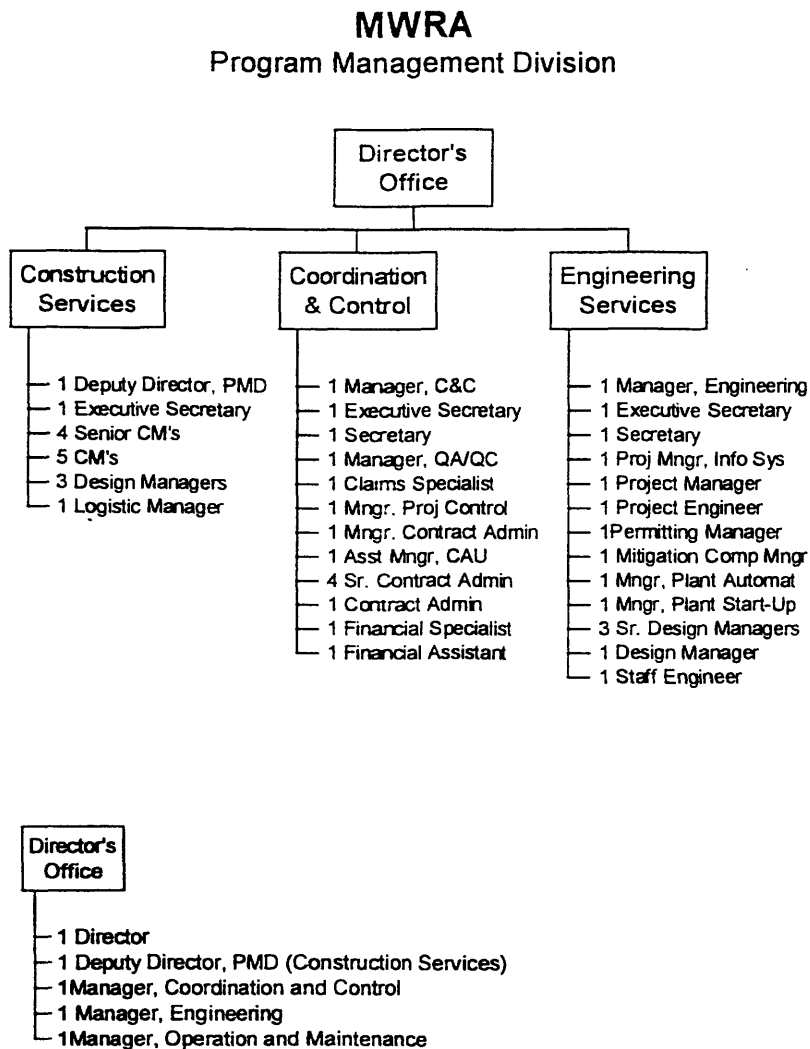 MWRA
Program Management Division
Director's
Office
Construction
Services
1 Deputy Director, PMD
1 Executive Secretary
4 Senior CM's
5 CM's
3 Design Managers
1 Logistic Manager
Coordination
& Control
1 Manager, C&C
1 Executive Secretary
1 Secretary
1 Manager, QA/QC
1 Claims Specialist
1 Mngr. Proj Control
1 Mngr. Contract Admin
1 Asst Mngr, CAU
4 Sr. Contract Admin
1 Contract Admin
1 Financial Specialist
1 Financial Assistant
Engineering
Services
1 Manager, Engineering
1 Executive Secretary
1 Secretary
1 Proj Mngr, Info Sys
1 Project Manager
1 Project Engineer
1Permitting Manager
1 Mitigation Comp Mngr
1 Mngr, Plant Automat
1 Mngr, Plant Start-Up
3 Sr. Design Managers
1 Design Manager
1 Staff Engineer
Director's
Office
1 Director
1 Deputy Director, PMD (Construction Services)
1Manager, Coordination and Control
1 Manager, Engineering
1Manager, Operation and Maintenance